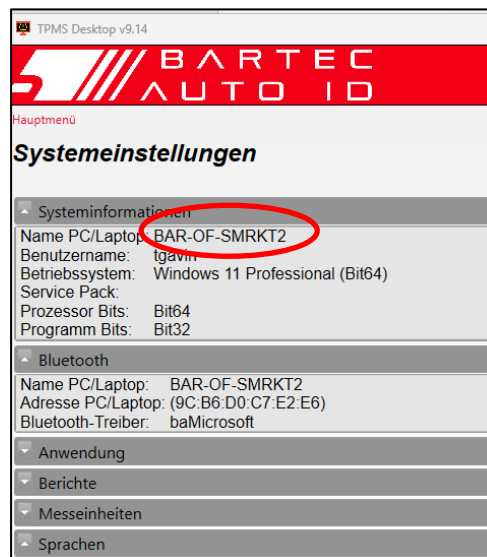 TPMS Desktop v9.14
BARTEC
AUTO ID
Hauptmenü
Systemeinstellungen
Systeminformationen
Name PC/Laptop: BAR-OF-SMRKT2
Benutzername: tgavin
Betriebssystem: Windows 11 Professional (Bit64)
Service Pack:
Prozessor Bits: Bit64
Programm Bits: Bit32
Bluetooth
Name PC/Laptop: BAR-OF-SMRKT2
Adresse PC/Laptop: (9C:B6:D0:C7:E2:E6)
Bluetooth-Treiber: baMicrosoft
Anwendung
Berichte
Messeinheiten
Sprachen